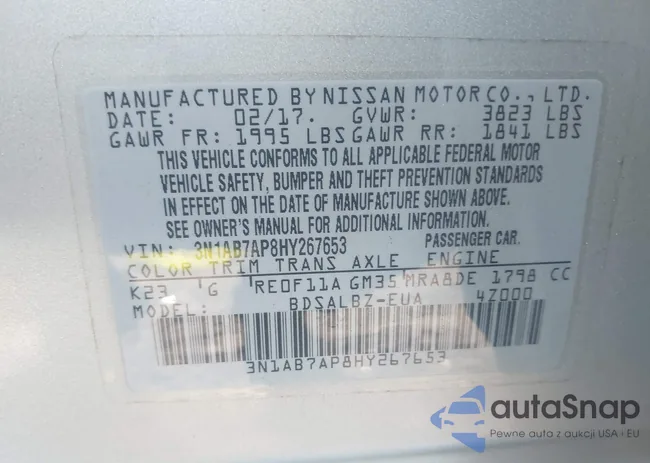 MANUFACTURED BY NISSAN MOTOR CO., LTD.
DATE: 02/17. GVWR: 3823 LBS
GAWR FR: 1995 LBS GAWR RR: 1841 LBS
THIS VEHICLE CONFORMS TO ALL APPLICABLE FEDERAL MOTOR
VEHICLE SAFETY, BUMPER AND THEFT PREVENTION STANDARDS
IN EFFECT ON THE DATE OF MANUFACTURE SHOWN ABOVE.
SEE OWNER'S MANUAL FOR ADDITIONAL INFORMATION.
VIN: 3N1AB7AP8HY267653 PASSENGER CAR.
COLOR TRIM TRANS AXLE ENGINE
K23 G RE0F11A GM35 MRA8DE 1798 CC
MODEL: BDSALBZ-EUA 4Z000
3N1AB7AP8HY267653
autaSnap
Pewne auta z aukcji USA i EU